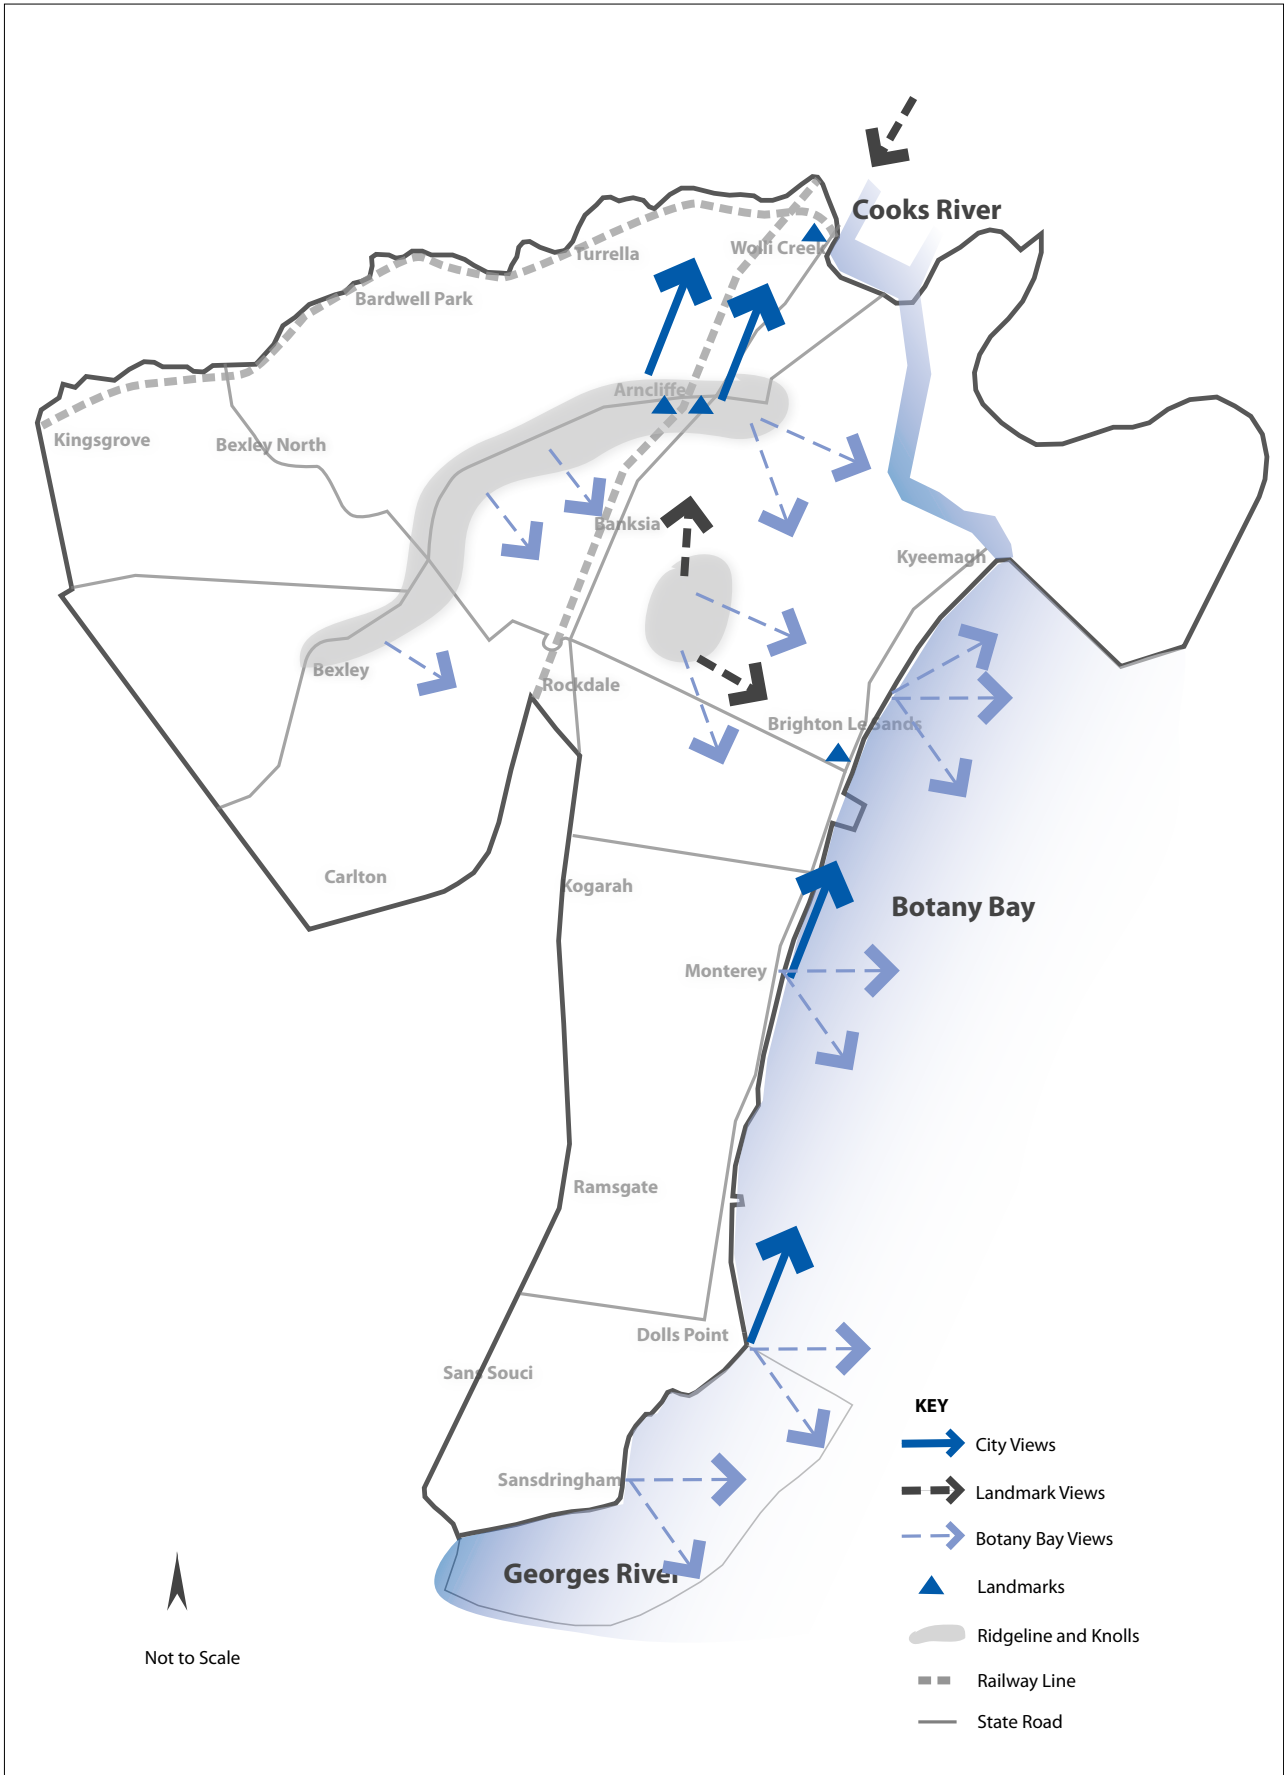 Cooks River
Wolli Creek
Turrella
Bardwell Park
Arncliffe
Kingsgrove
Bexley North
Banksia
Kyeemagh
Bexley
Rockdale
Brighton Le Sands
Carlton
Kogarah
Botany Bay
Monterey
Ramsgate
Dolls Point
Sans Souci
Sansdringham
Georges River
Not to Scale
KEY
City Views
Landmark Views
Botany Bay Views
Landmarks
Ridgeline and Knolls
Railway Line
State Road